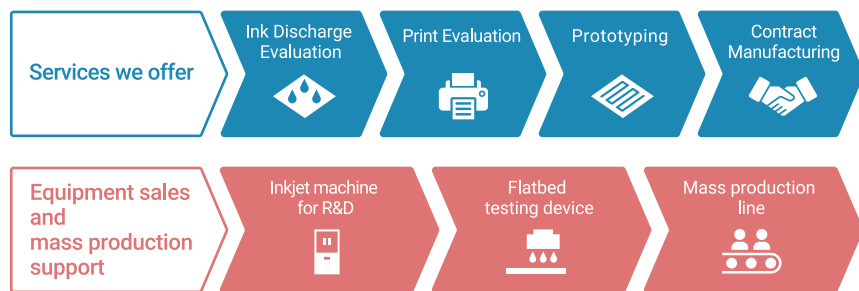 Services we offer
Ink Discharge
Evaluation
Print Evaluation
Prototyping
Contract
Manufacturing
Equipment sales
and
mass production
support
Inkjet machine
for R&D
Flatbed
testing device
Mass production
line